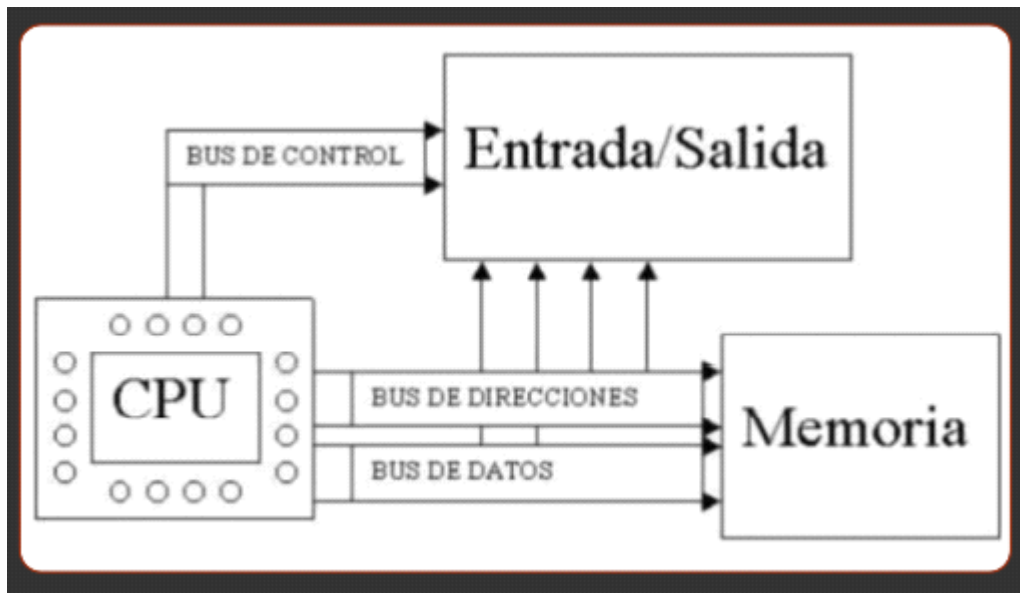 Entrada/Salida
BUS DE CONTROL
CPU
BUS DE DIRECCIONES
Memoria
BUS DE DATOS